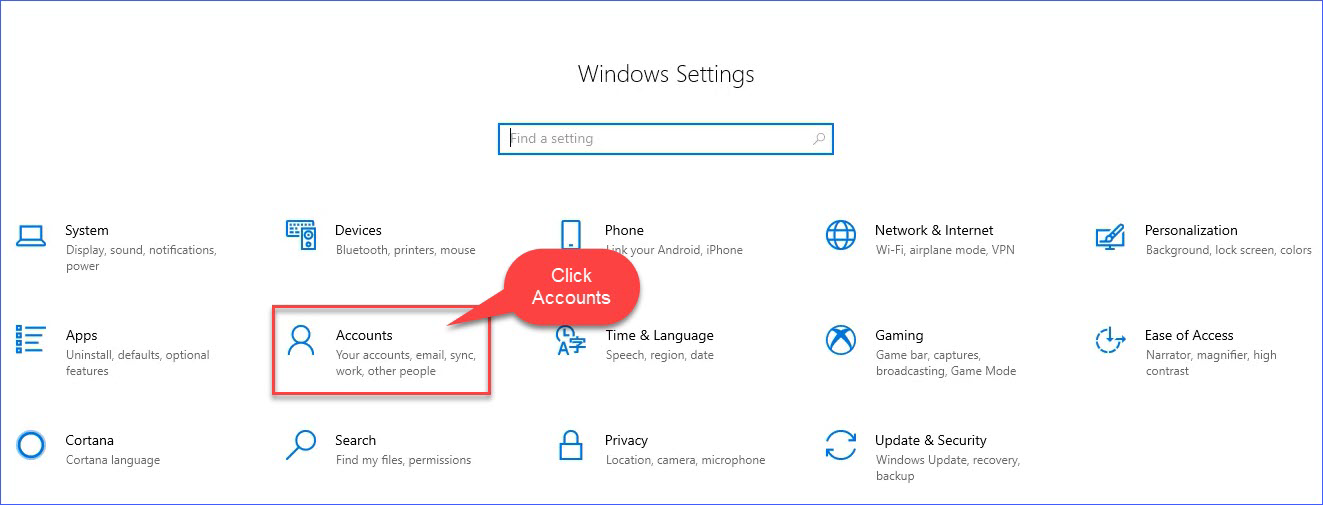 Windows Settings
Find a setting
System
Display, sound, notifications,
power
Devices
Bluetooth, printers, mouse
Phone
Link your Android, iPhone
Network & Internet
Wi-Fi, airplane mode, VPN
Personalization
Background, lock screen, colors
Click
Accounts
Apps
Uninstall, defaults, optional
features
Accounts
Your accounts, email, sync,
work, other people
Time & Language
Speech, region, date
Gaming
Game bar, captures,
broadcasting, Game Mode
Ease of Access
Narrator, magnifier, high
contrast
Cortana
Cortana language
Search
Find my files, permissions
Privacy
Location, camera, microphone
Update & Security
Windows Update, recovery,
backup